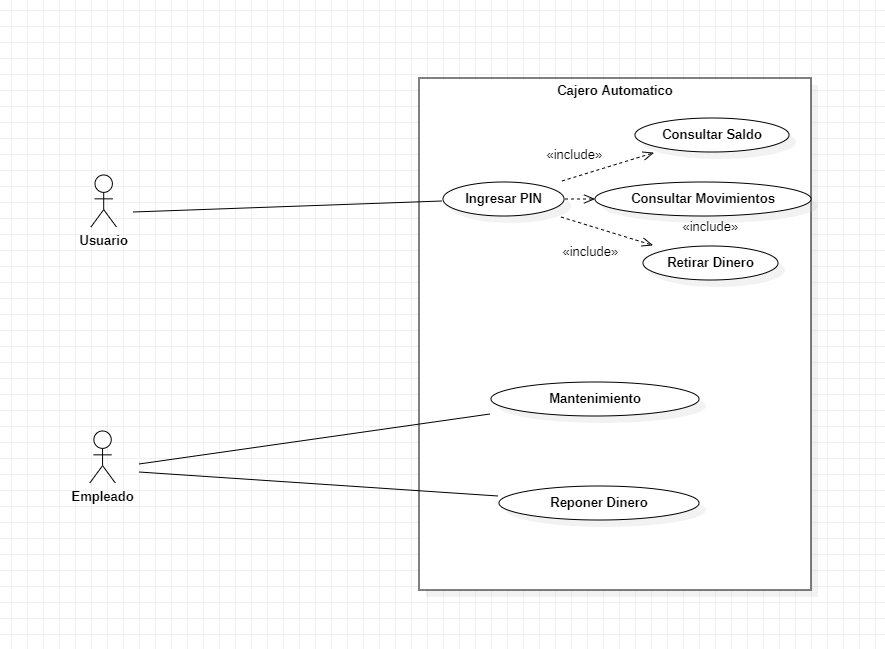 Cajero Automatico
Consultar Saldo
«include»
Ingresar PIN
Consultar Movimientos
«include»
Usuario
«include»
Retirar Dinero
Mantenimiento
Empleado
Reponer Dinero